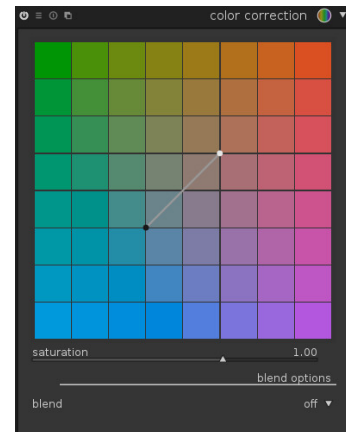 color correction
saturation 1.00
blend options
blend off